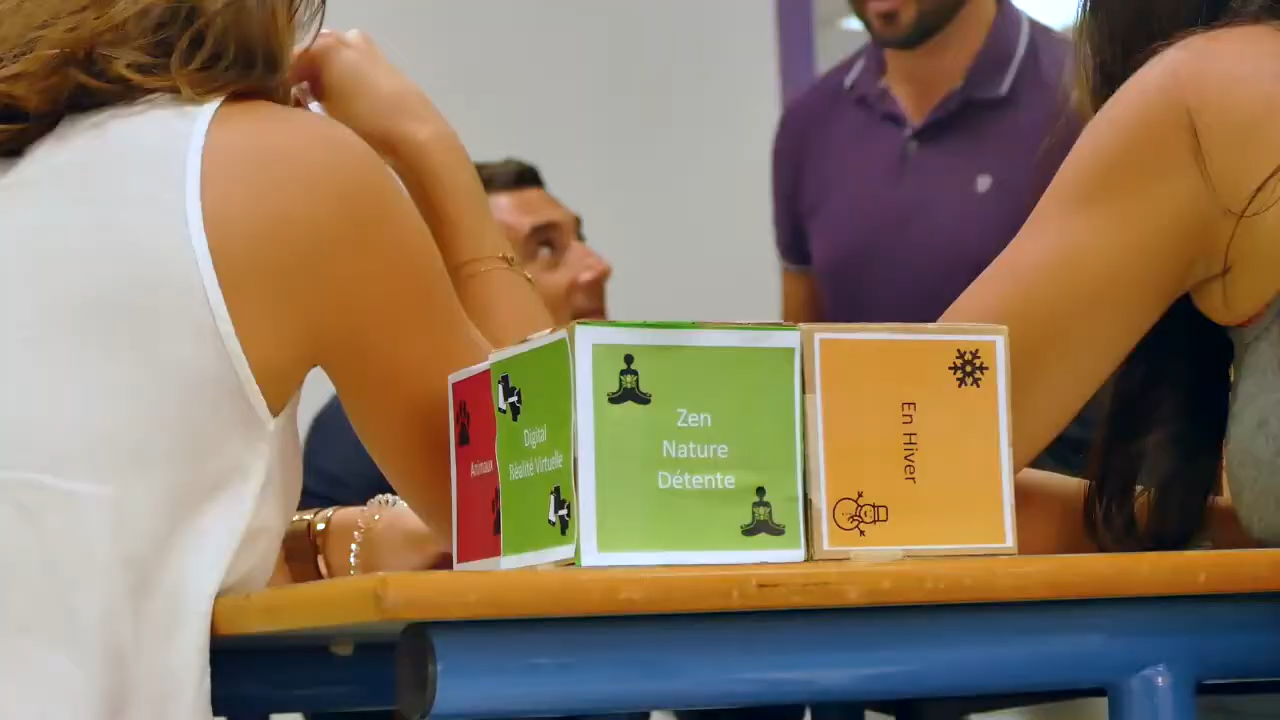 Animaux
Digital
Réalité Virtuelle
Zen
Nature
Détente
En Hiver